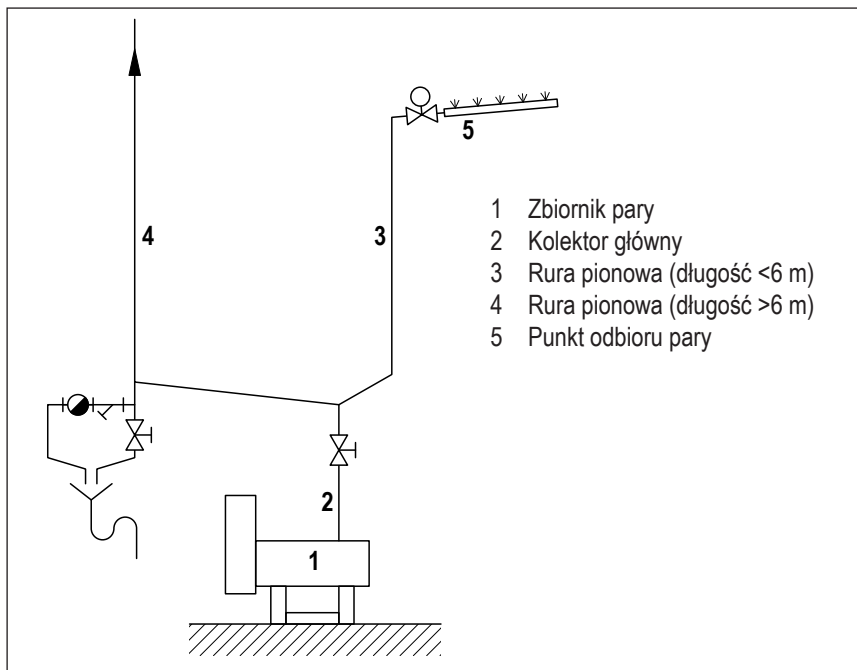 5
4
3
1 Zbiornik pary
2 Kolektor główny
3 Rura pionowa (długość <6 m)
4 Rura pionowa (długość >6 m)
5 Punkt odbioru pary
2
1